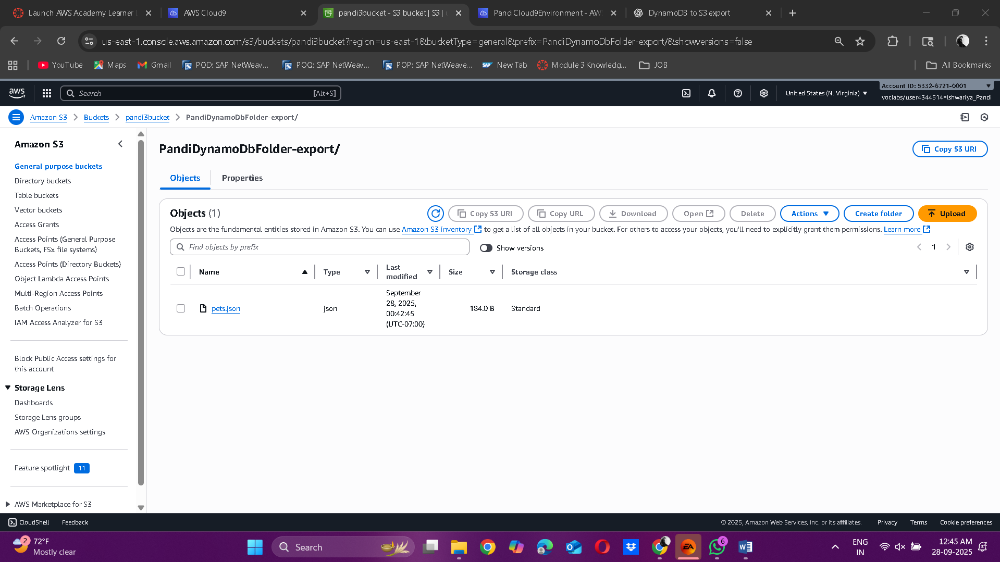 Launch AWS Academy Learner
AWS Cloud9
pandi3bucket - S3 bucket | S3 |
PandiCloud9Environment - AW
DynamoDB to S3 export
us-east-1.console.aws.amazon.com/s3/buckets/pandi3bucket?region=us-east-1&bucketType=general&prefix=PandiDynamoDbFolder-export/&showversions=false
YouTube
Maps
Gmail
POD: SAP NetWeav...
POQ: SAP NetWeav...
POP: SAP NetWeave...
SAP
New Tab
Module 3 Knowledg...
JOB
All Bookmarks
aws
Search
[Alt+S]
United States (N. Virginia)
Account ID: 5332-6721-0001
voclabs/user4344514=Ishwariya_Pandi
Amazon S3
Buckets
pandi3bucket
PandiDynamoDbFolder-export/
Amazon S3
General purpose buckets
Directory buckets
Table buckets
Vector buckets
Access Grants
Access Points (General Purpose
Buckets, FSx file systems)
Access Points (Directory Buckets)
Object Lambda Access Points
Multi-Region Access Points
Batch Operations
IAM Access Analyzer for S3
Block Public Access settings for
this account
Storage Lens
Dashboards
Storage Lens groups
AWS Organizations settings
Feature spotlight 11
AWS Marketplace for S3
PandiDynamoDbFolder-export/
Copy S3 URI
Objects
Properties
Objects (1)
Copy S3 URI
Copy URL
Download
Open
Delete
Actions
Create folder
Upload
Objects are the fundamental entities stored in Amazon S3. You can use Amazon S3 inventory to get a list of all objects in your bucket. For others to access your objects, you'll need to explicitly grant them permissions. Learn more
Find objects by prefix
Show versions
1
Name
Type
Last
modified
Size
Storage class
pets.json
json
September
28, 2025,
00:42:45
(UTC-07:00)
184.0 B
Standard
CloudShell
Feedback
© 2025, Amazon Web Services, Inc. or its affiliates.
Privacy
Terms
Cookie preferences
2
72°F
Mostly clear
Search
EA
6
ENG
IN
12:45 AM
28-09-2025